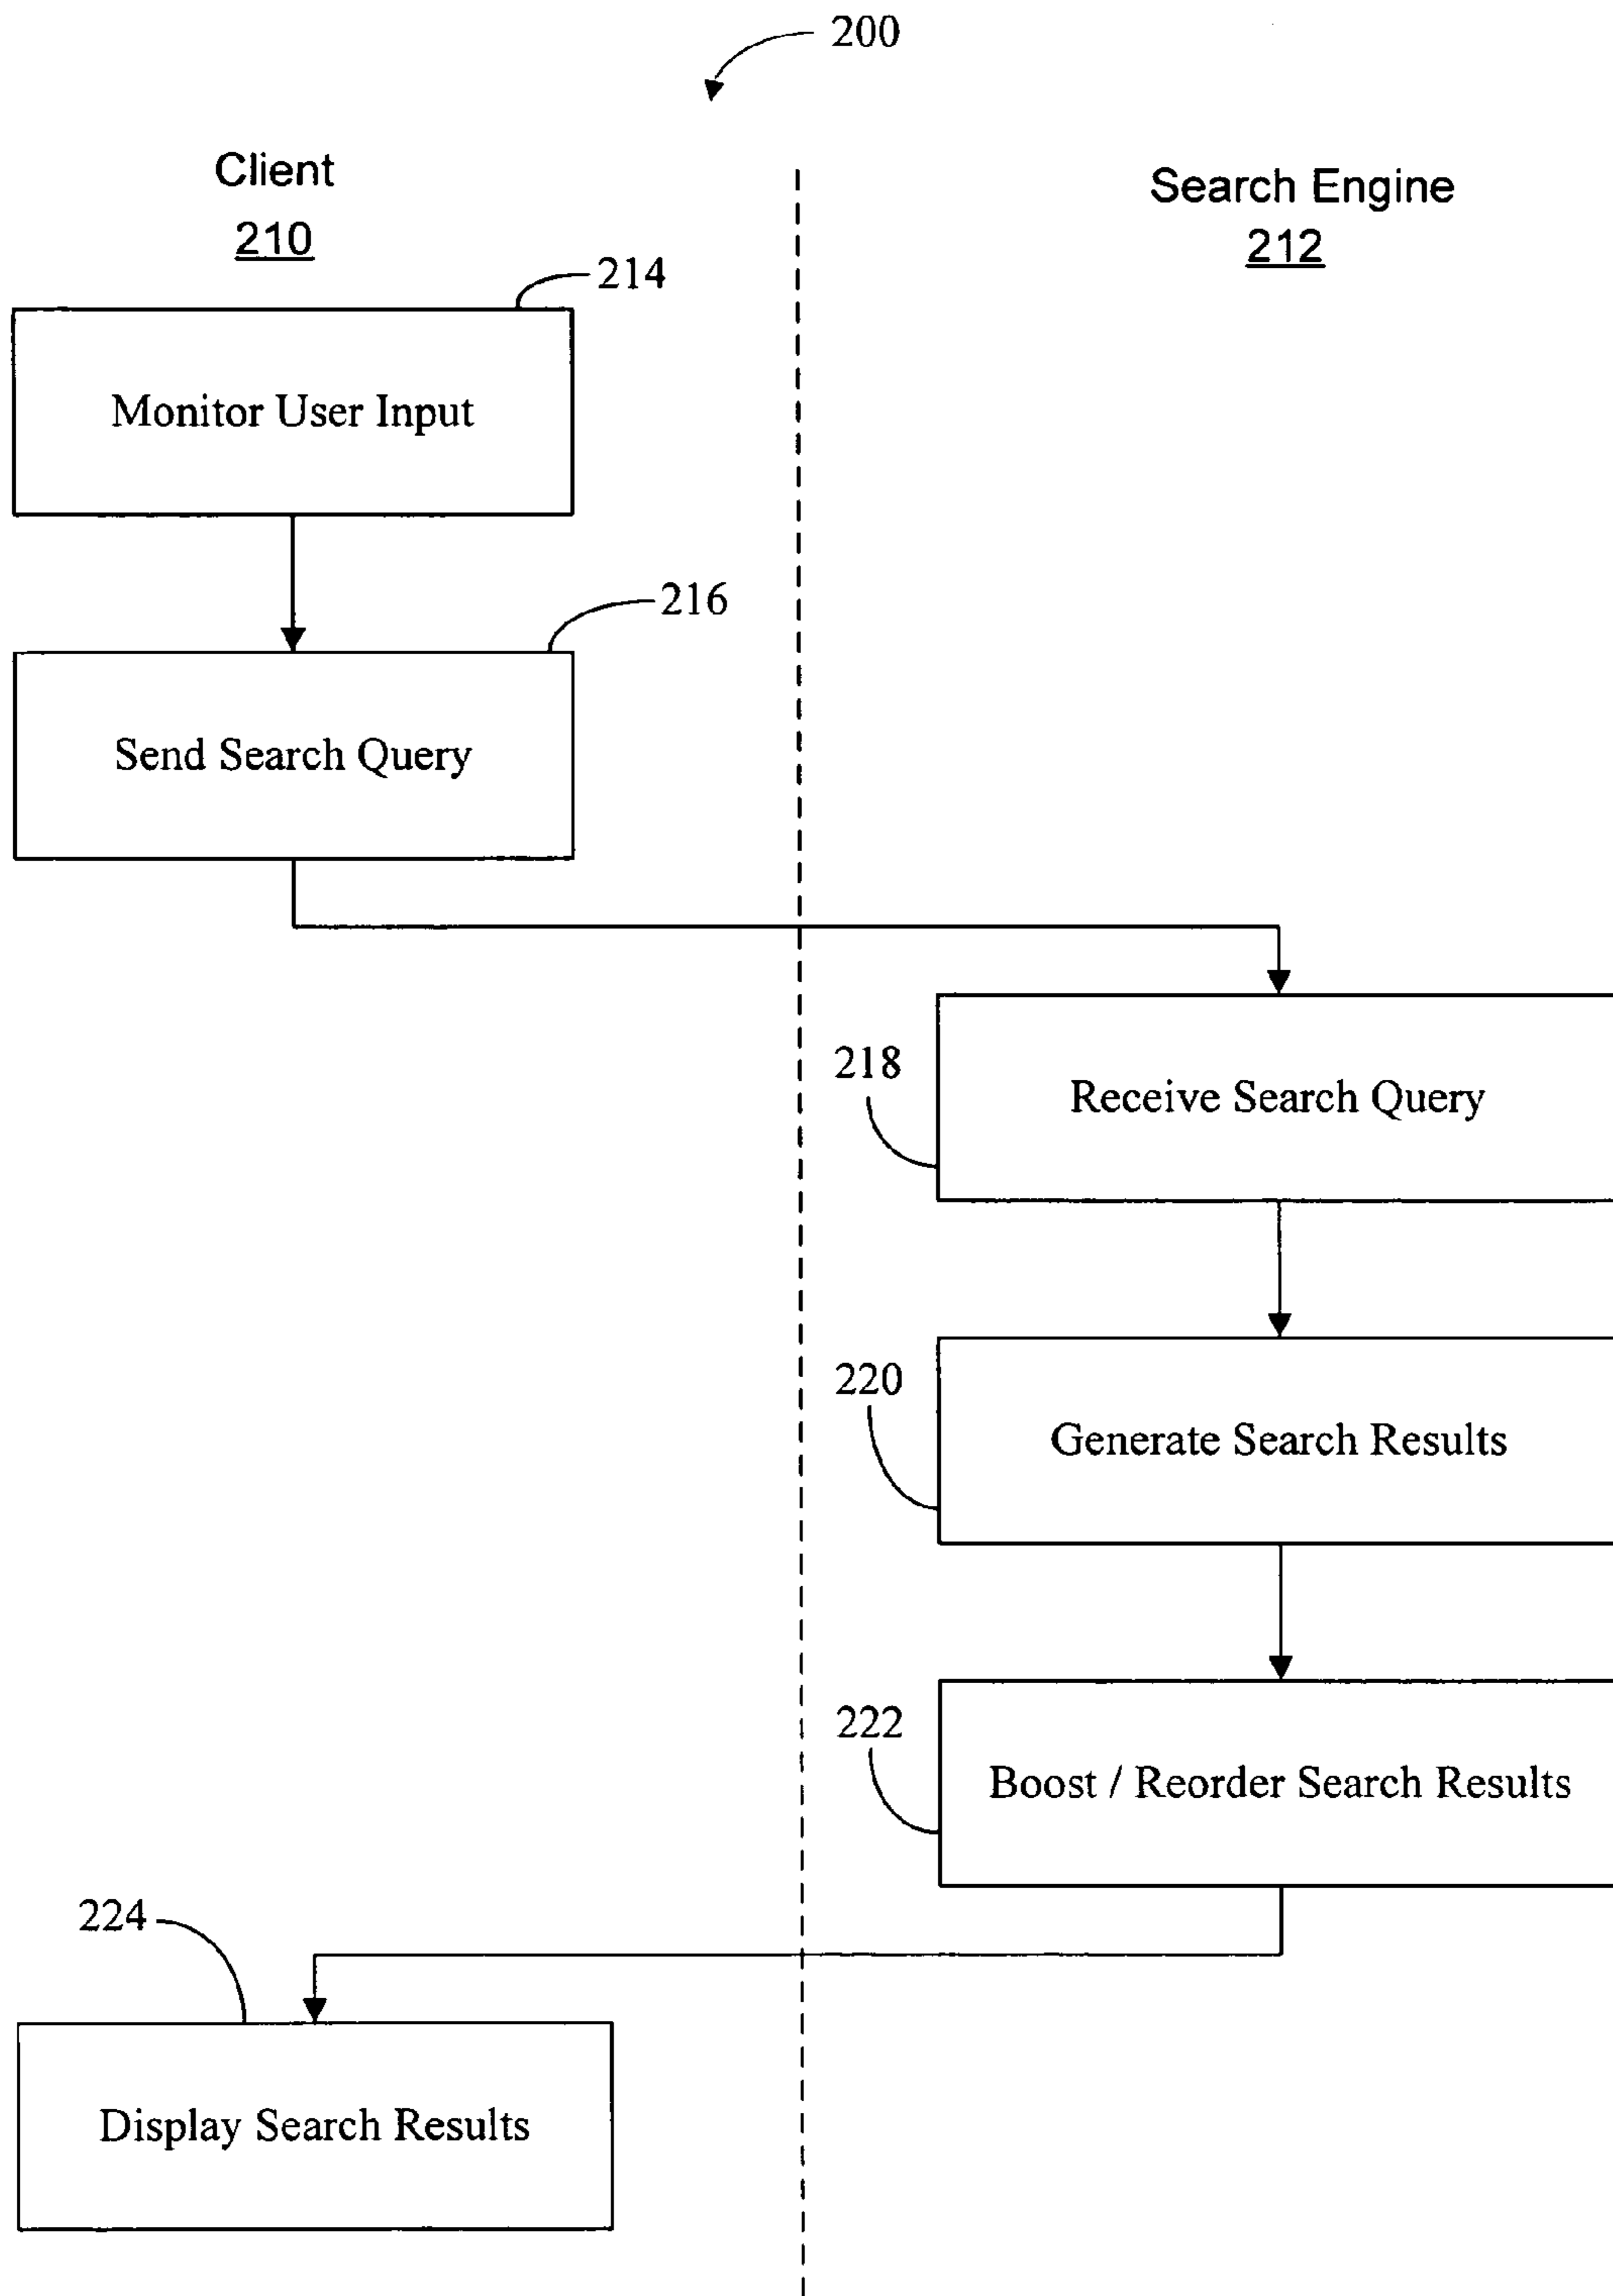 200
Client
210
Search Engine
212
214
Monitor User Input
216
Send Search Query
218
Receive Search Query
220
Generate Search Results
222
Boost / Reorder Search Results
224
Display Search Results